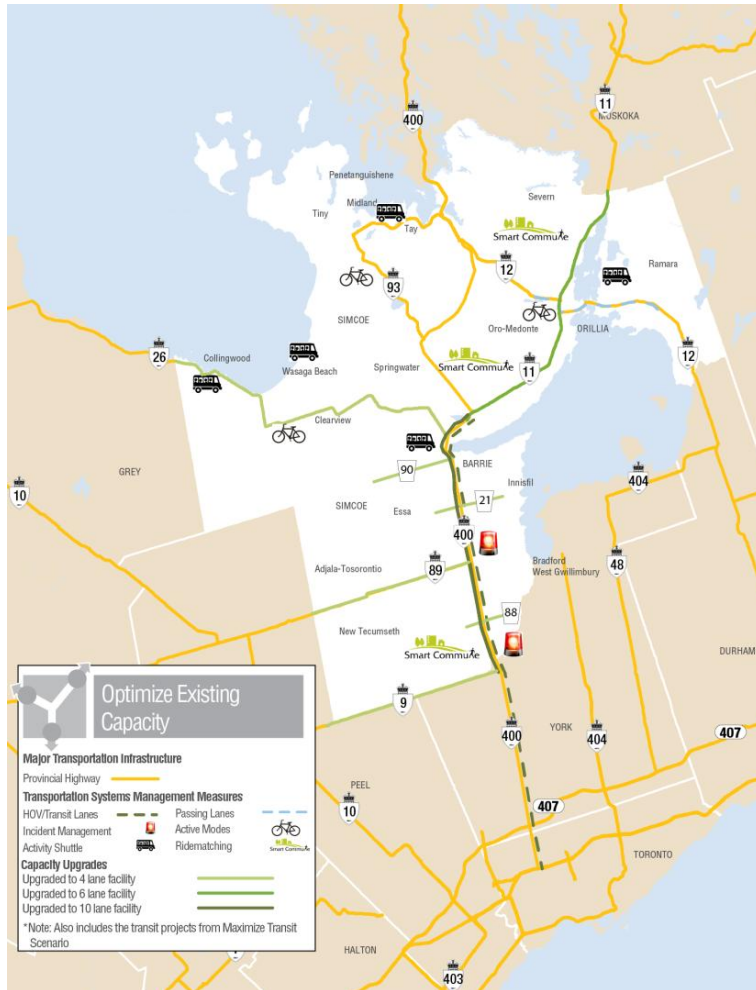 11
MUSKOKA
400
Penetanguishene
Severn
Midland
Tiny
Tay
Smart Commute
Ramara
12
93
SIMCOE
Oro-Medonte
ORILLIA
26
Collingwood
Wasaga Beach
Springwater
Smart Commute
11
12
Clearview
GREY
90
BARRIE
10
SIMCOE
Innisfil
21
Essa
404
400
Adjala-Tosorontio
89
Bradford
West Gwillimbury
48
88
New Tecumseth
Smart Commute
DURHAM
9
400
YORK
404
407
PEEL
10
407
TORONTO
HALTON
403
Optimize Existing
Capacity
Major Transportation Infrastructure
Provincial Highway
Transportation Systems Management Measures
HOV/Transit Lanes Passing Lanes
Incident Management Active Modes
Activity Shuttle Ridematching Smart Commute
Capacity Upgrades
Upgraded to 4 lane facility
Upgraded to 6 lane facility
Upgraded to 10 lane facility
*Note: Also includes the transit projects from Maximize Transit
Scenario